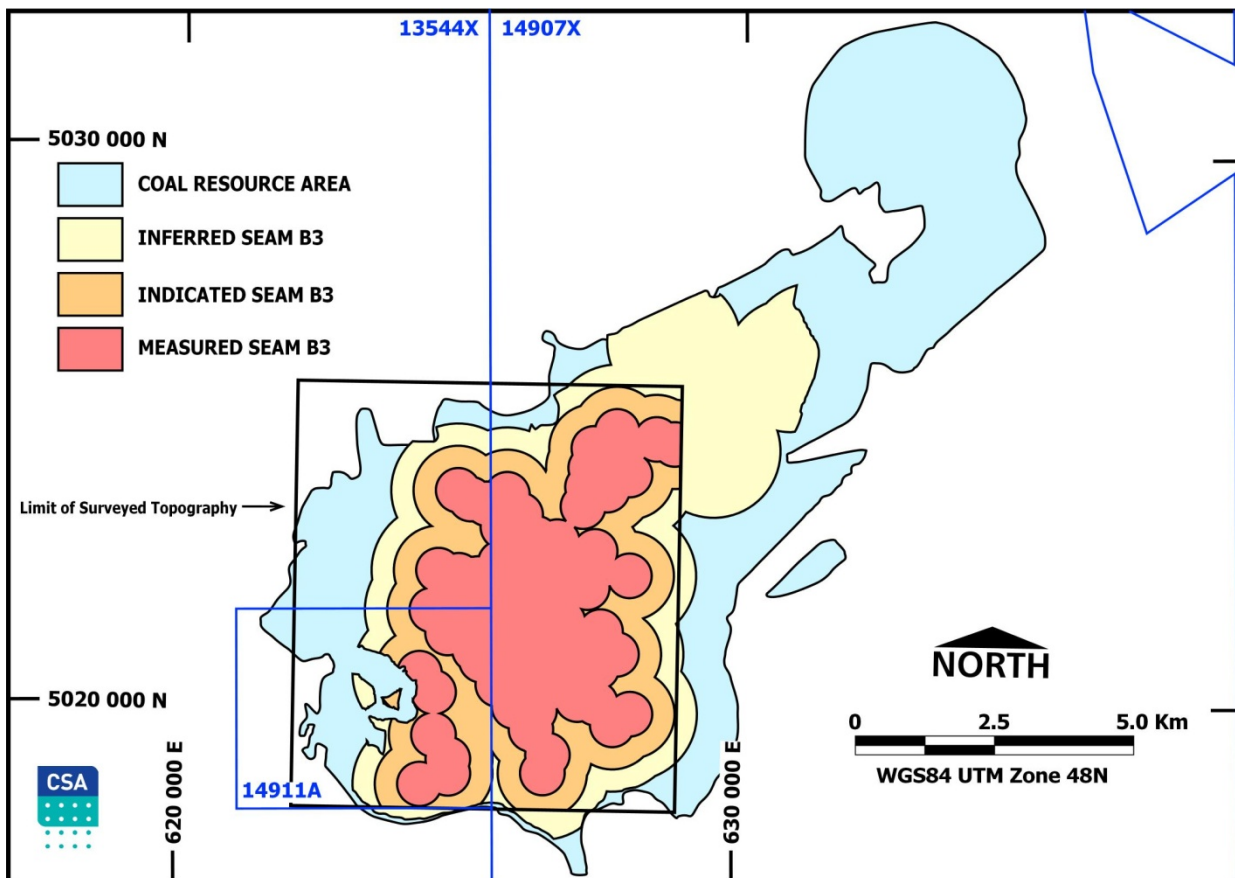 13544X 14907X
5030 000 N
COAL RESOURCE AREA
INFERRED SEAM B3
INDICATED SEAM B3
MEASURED SEAM B3
Limit of Surveyed Topography
NORTH
5020 000 N
0 2.5 5.0 Km
WGS84 UTM Zone 48N
CSA
14911A
620 000 E
630 000 E